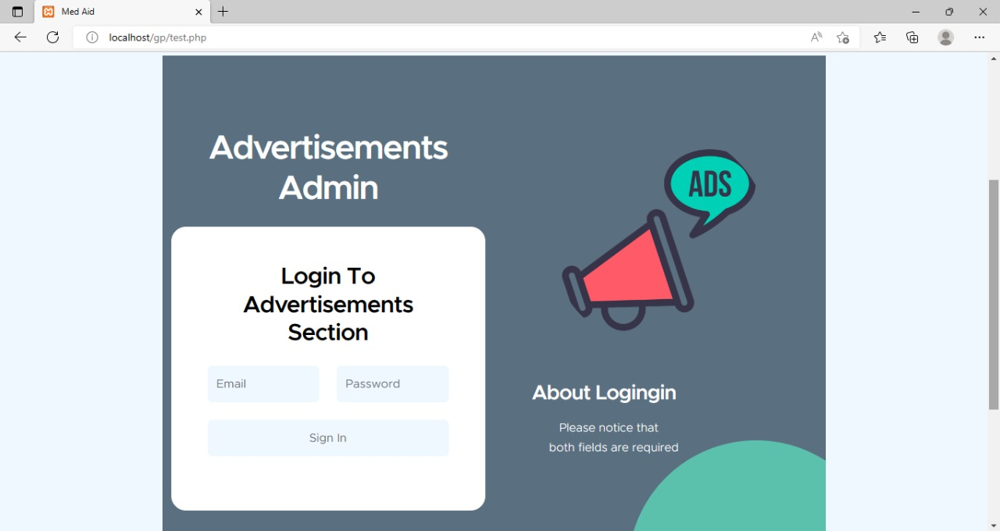 Med Aid
localhost/gp/test.php
Advertisements
Admin
ADS
Login To
Advertisements
Section
Email
Password
Sign In
About Logingin
Please notice that
both fields are required